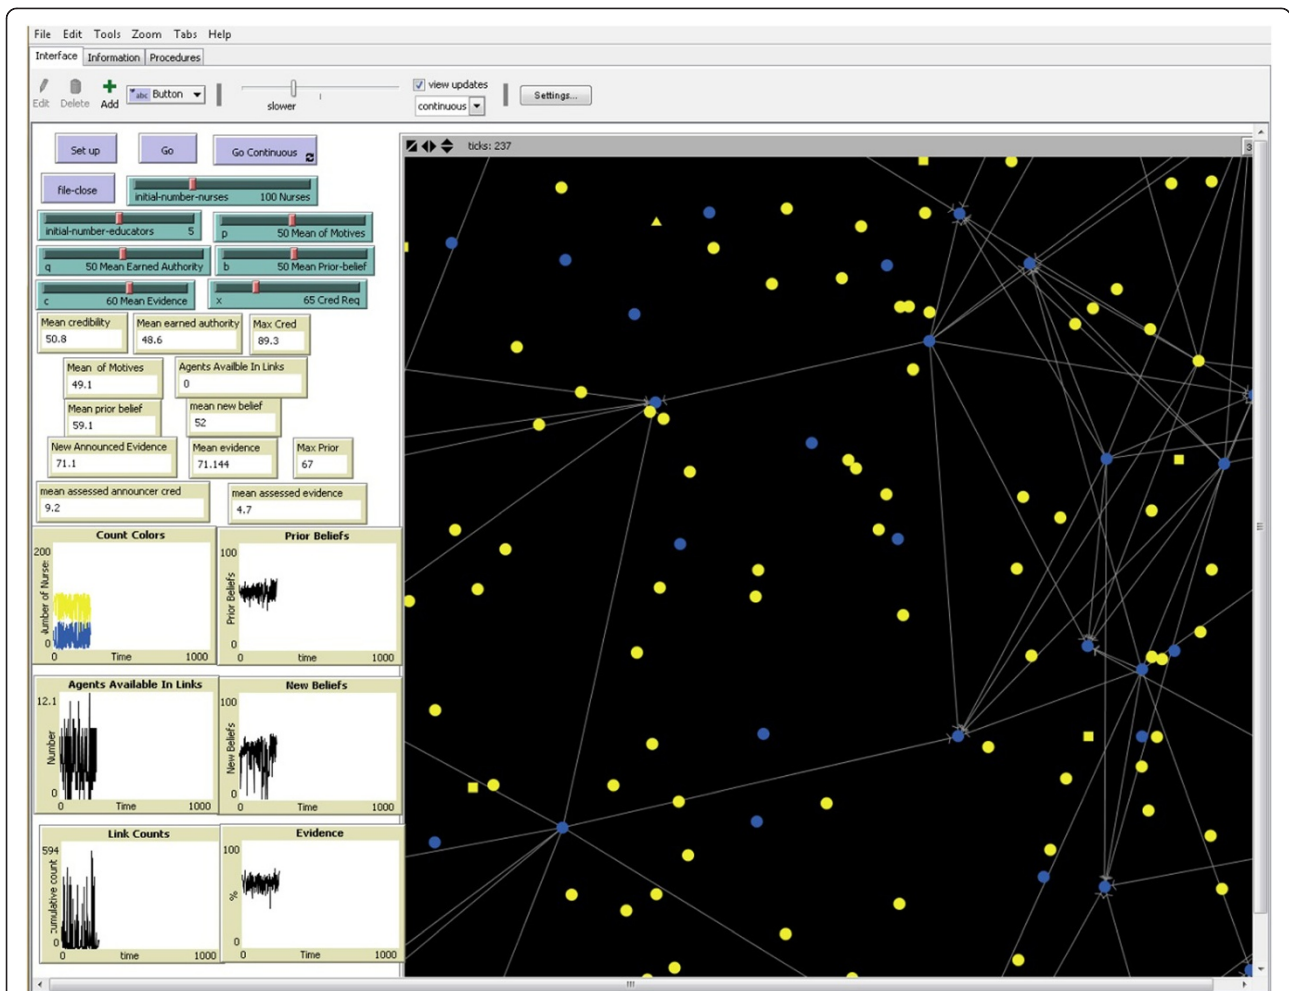 File Edit Tools Zoom Tabs Help
Interface Information Procedures
Edit Delete Add abc Button slower view updates continuous Settings...
Set up Go Go Continuous
ticks: 237
3
file-close initial-number-nurses 100 Nurses
initial-number-educators 5 p 50 Mean of Motives
q 50 Mean Earned Authority b 50 Mean Prior-belief
c 60 Mean Evidence x 65 Cred Req
Mean credibility Mean earned authority Max Cred
50.8 48.6 89.3
Mean of Motives Agents Availble In Links
49.1 0
Mean prior belief mean new belief
59.1 52
New Announced Evidence Mean evidence Max Prior
71.1 71.144 67
mean assessed announcer cred mean assessed evidence
9.2 4.7
Count Colors
200
Number of Nurse:
0
0 Time 1000
Prior Beliefs
100
Prior Beliefs
0
0 time 1000
Agents Available In Links
12.1
Number
0
0 Time 1000
New Beliefs
100
New Beliefs
0
0 Time 1000
Link Counts
594
cumulative count
0
0 time 1000
Evidence
100
%
0
0 time 1000